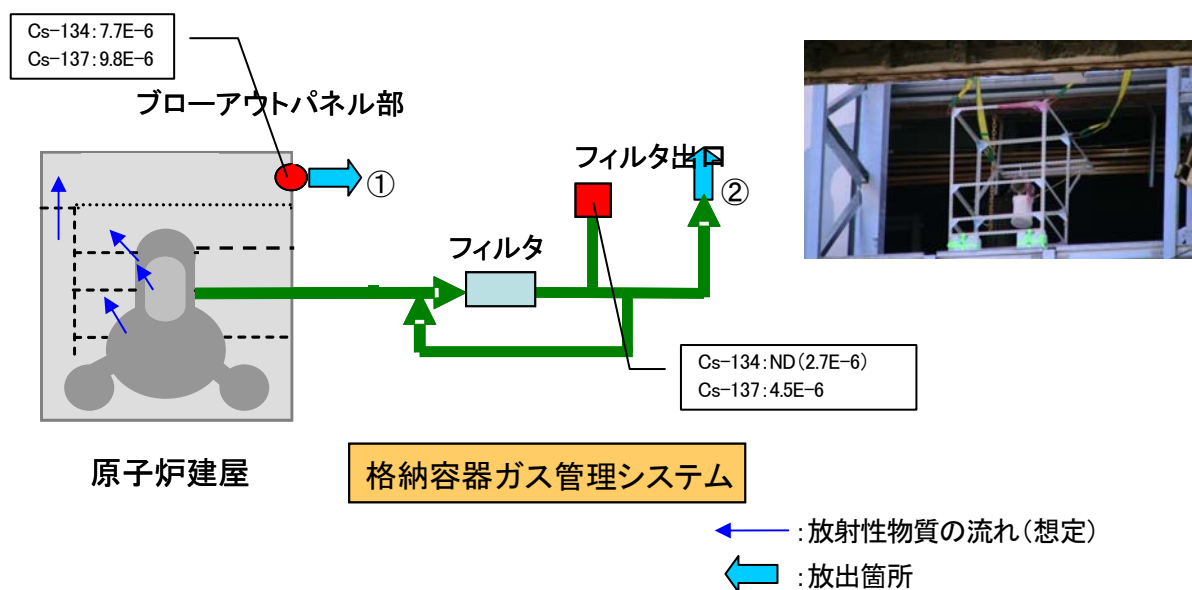 Cs-134:7.7E-6
Cs-137:9.8E-6
ブローアウトパネル部
①
フィルタ出口
②
フィルタ
Cs-134:ND(2.7E-6)
Cs-137:4.5E-6
原子炉建屋
格納容器ガス管理システム
:放射性物質の流れ(想定)
:放出箇所